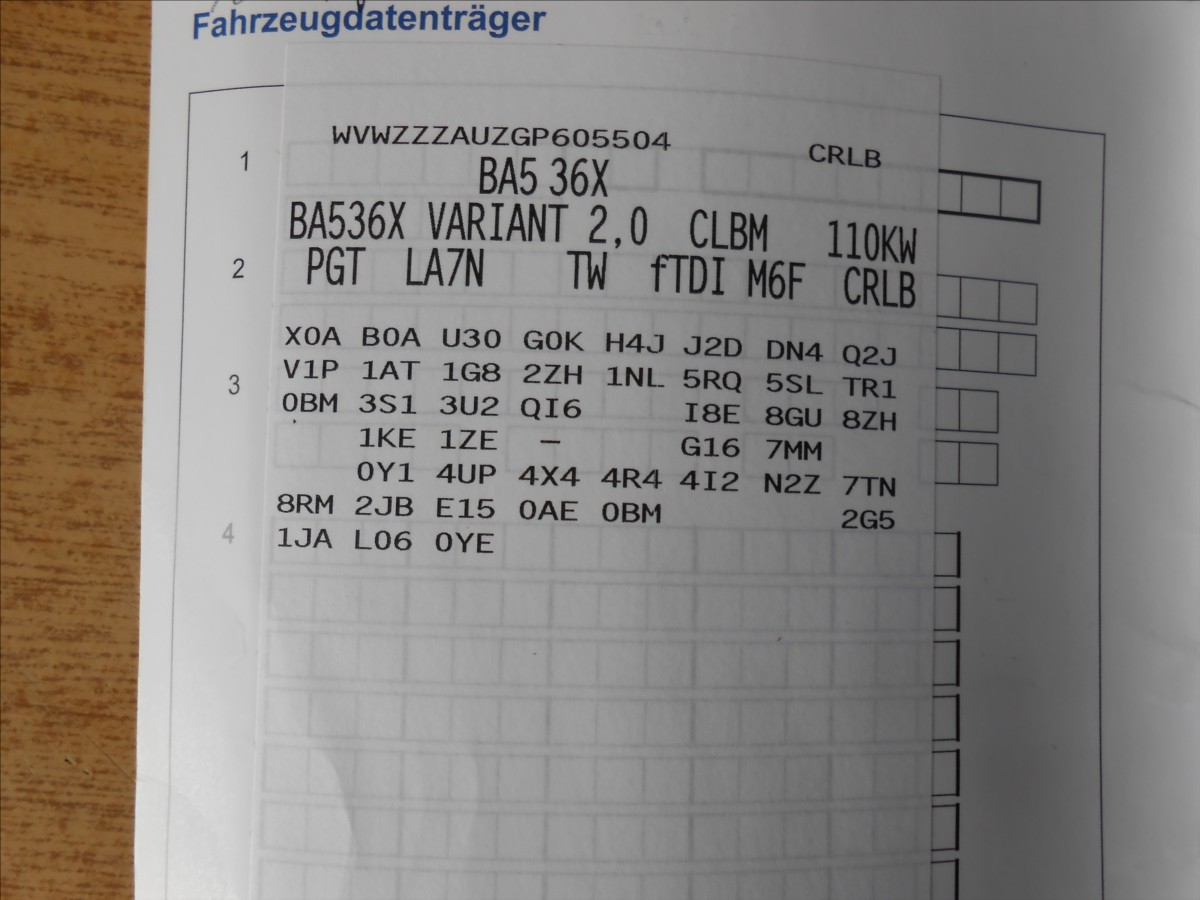 Fahrzeugdatenträger
WVWZZZAUZGP605504 CRLB
1
BA5 36X
BA536X VARIANT 2,0 CLBM 110KW
2 PGT LA7N TW fTDI M6F CRLB
X0A B0A U30 G0K H4J J2D DN4 Q2J
3 V1P 1AT 1G8 2ZH 1NL 5RQ 5SL TR1
0BM 3S1 3U2 QI6 I8E 8GU 8ZH
1KE 1ZE – G16 7MM
0Y1 4UP 4X4 4R4 4I2 N2Z 7TN
8RM 2JB E15 0AE 0BM 2G5
4 1JA L06 0YE